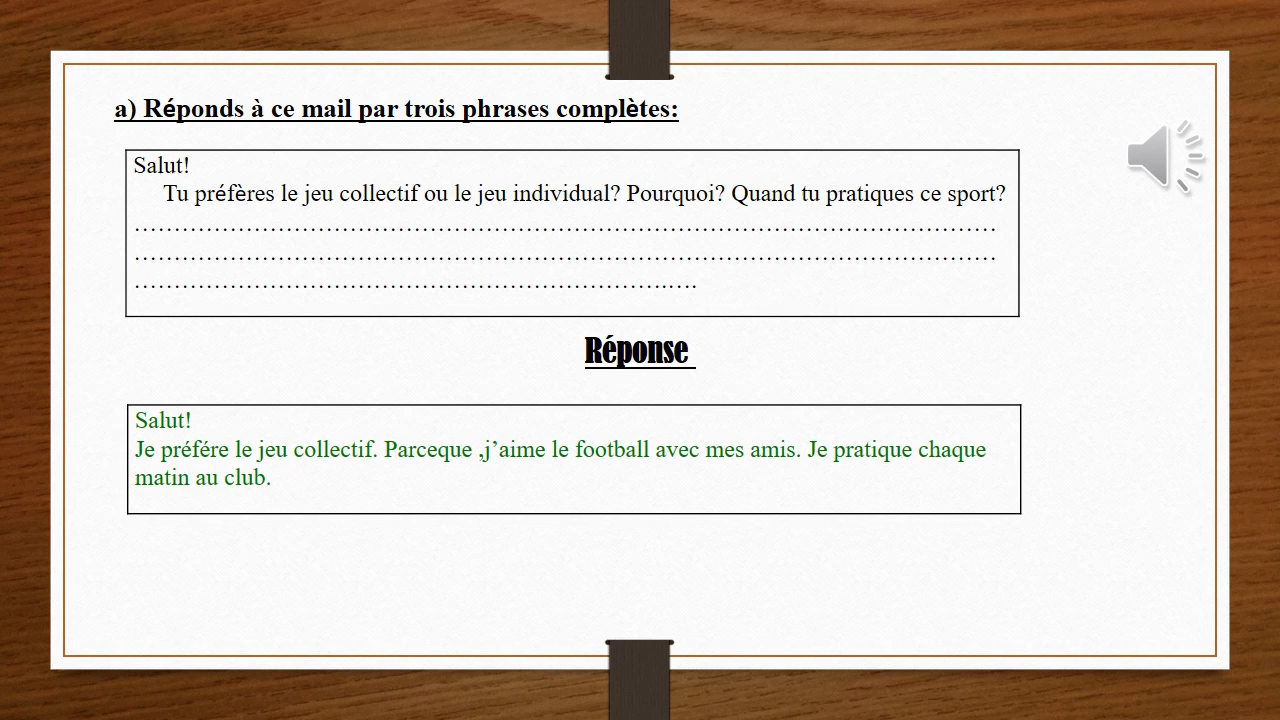 a) Réponds à ce mail par trois phrases complètes:
Salut!
Tu préfères le jeu collectif ou le jeu individual? Pourquoi? Quand tu pratiques ce sport?
………………………………………………………………………………………………
………………………………………………………………………………………………
………………………………………………………….….
Réponse
Salut!
Je préfére le jeu collectif. Parceque ,j’aime le football avec mes amis. Je pratique chaque
matin au club.